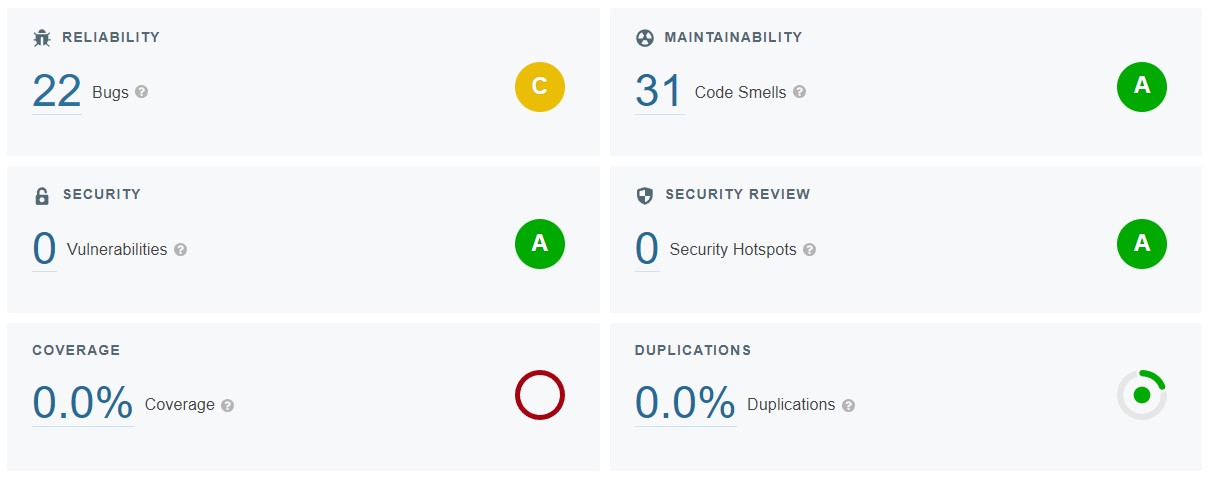 RELIABILITY
22 Bugs ?
C
MAINTAINABILITY
31 Code Smells ?
A
SECURITY
0 Vulnerabilities ?
A
SECURITY REVIEW
0 Security Hotspots ?
A
COVERAGE
0.0% Coverage ?
DUPLICATIONS
0.0% Duplications ?